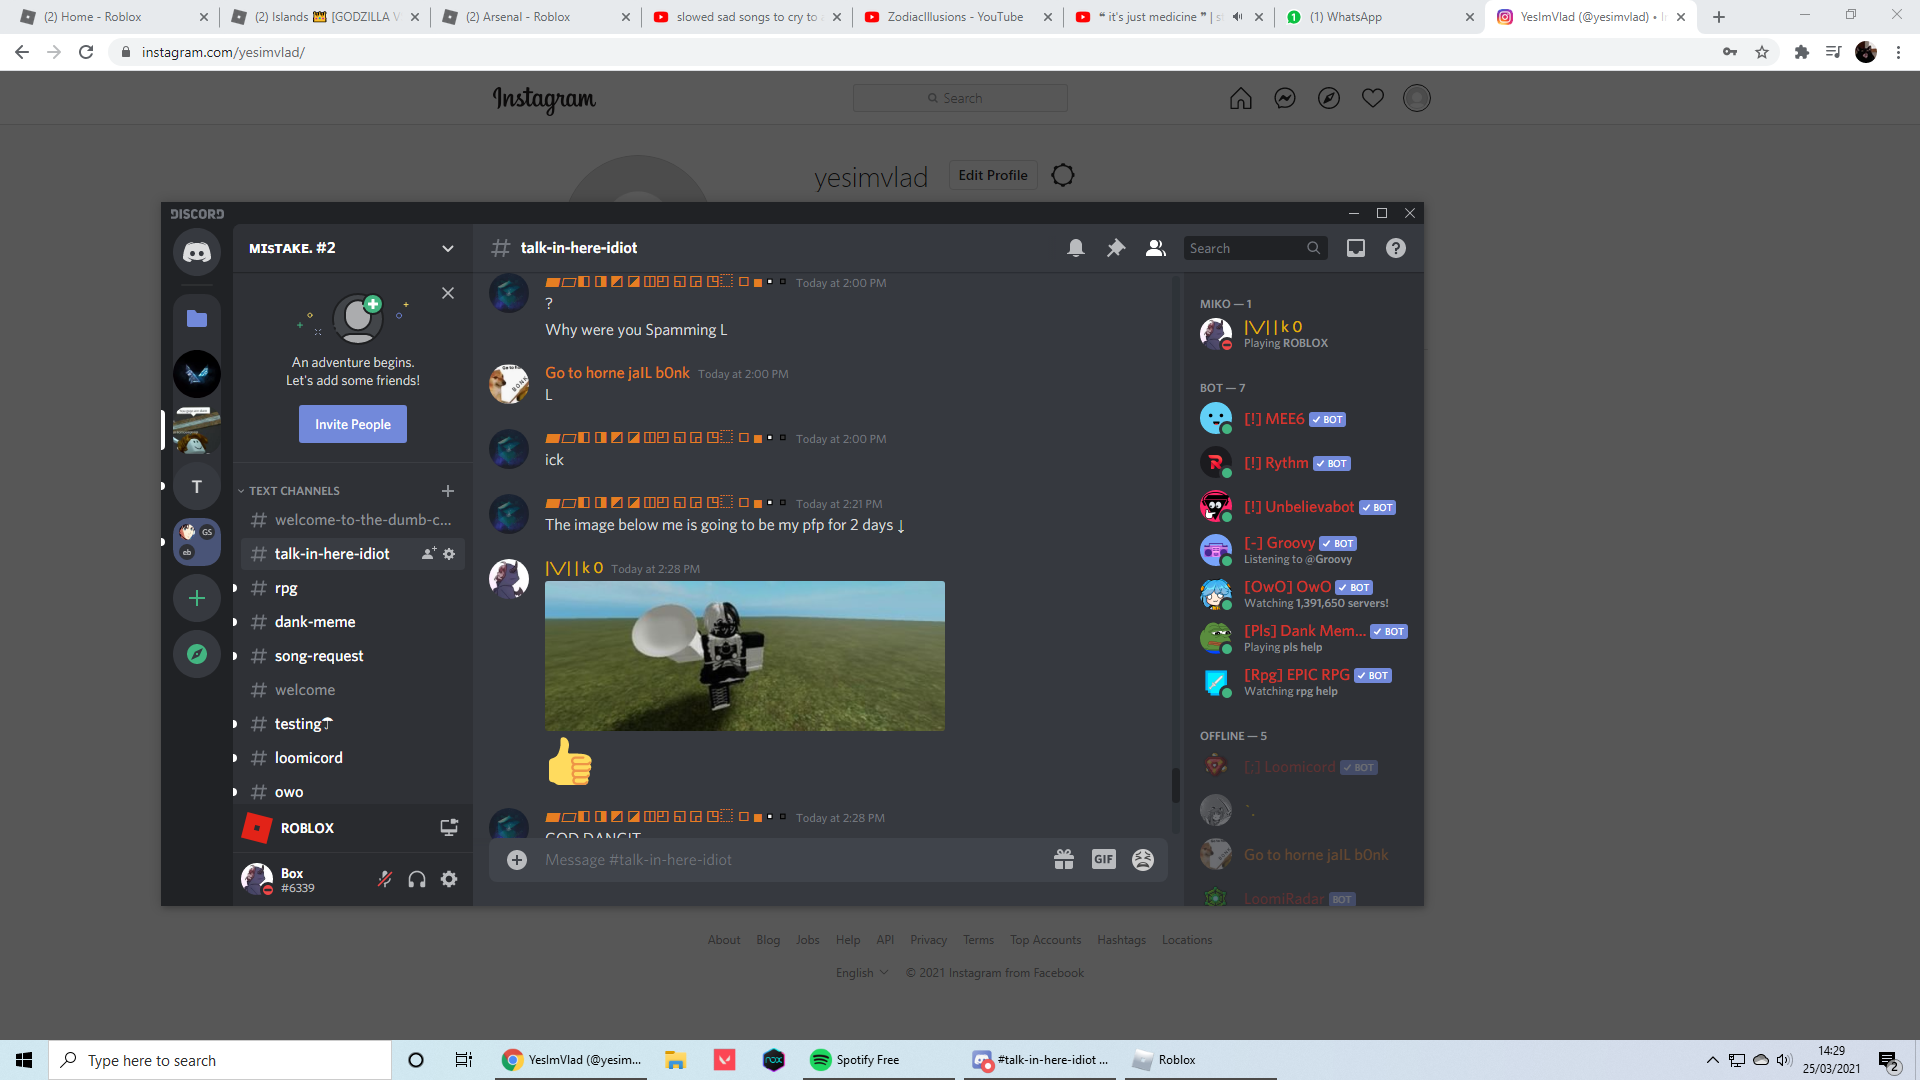 (2) Home - Roblox
(2) Islands 👑 [GODZILLA V
(2) Arsenal - Roblox
slowed sad songs to cry to
ZodiacIllusions - YouTube
❝ it's just medicine ❞ | s
(1) WhatsApp
YesImVlad (@yesimvlad) •
instagram.com/yesimvlad/
Instagram
Search
yesimvlad
Edit Profile
DISCORD
Mɪsᴛᴀᴋᴇ. #2
An adventure begins.
Let's add some friends!
Invite People
TEXT CHANNELS
welcome-to-the-dumb-c...
talk-in-here-idiot
rpg
dank-meme
song-request
welcome
testing☂
loomicord
owo
ROBLOX
Box
#6339
T
GS
eb
talk-in-here-idiot
Search
Today at 2:00 PM
?
Why were you Spamming L
Go to horne jaIL b0nk Today at 2:00 PM
L
Today at 2:00 PM
ick
Today at 2:21 PM
The image below me is going to be my pfp for 2 days ↓
|\/| | k 0 Today at 2:28 PM
👍
Today at 2:28 PM
GOD DANGIT
Message #talk-in-here-idiot
GIF
MIKO — 1
|\/| | k 0
Playing ROBLOX
BOT — 7
[!] MEE6 ✓ BOT
[!] Rythm ✓ BOT
[!] Unbelievabot ✓ BOT
[-] Groovy ✓ BOT
Listening to @Groovy
[OwO] OwO ✓ BOT
Watching 1,391,650 servers!
[Pls] Dank Mem... ✓ BOT
Playing pls help
[Rpg] EPIC RPG ✓ BOT
Watching rpg help
OFFLINE — 5
[;] Loomicord ✓ BOT
Go to horne jaIL b0nk
LoomiRadar BOT
About Blog Jobs Help API Privacy Terms Top Accounts Hashtags Locations
English © 2021 Instagram from Facebook
Type here to search
YesImVlad (@yesim...
Spotify Free
#talk-in-here-idiot ...
Roblox
14:29
25/03/2021
2